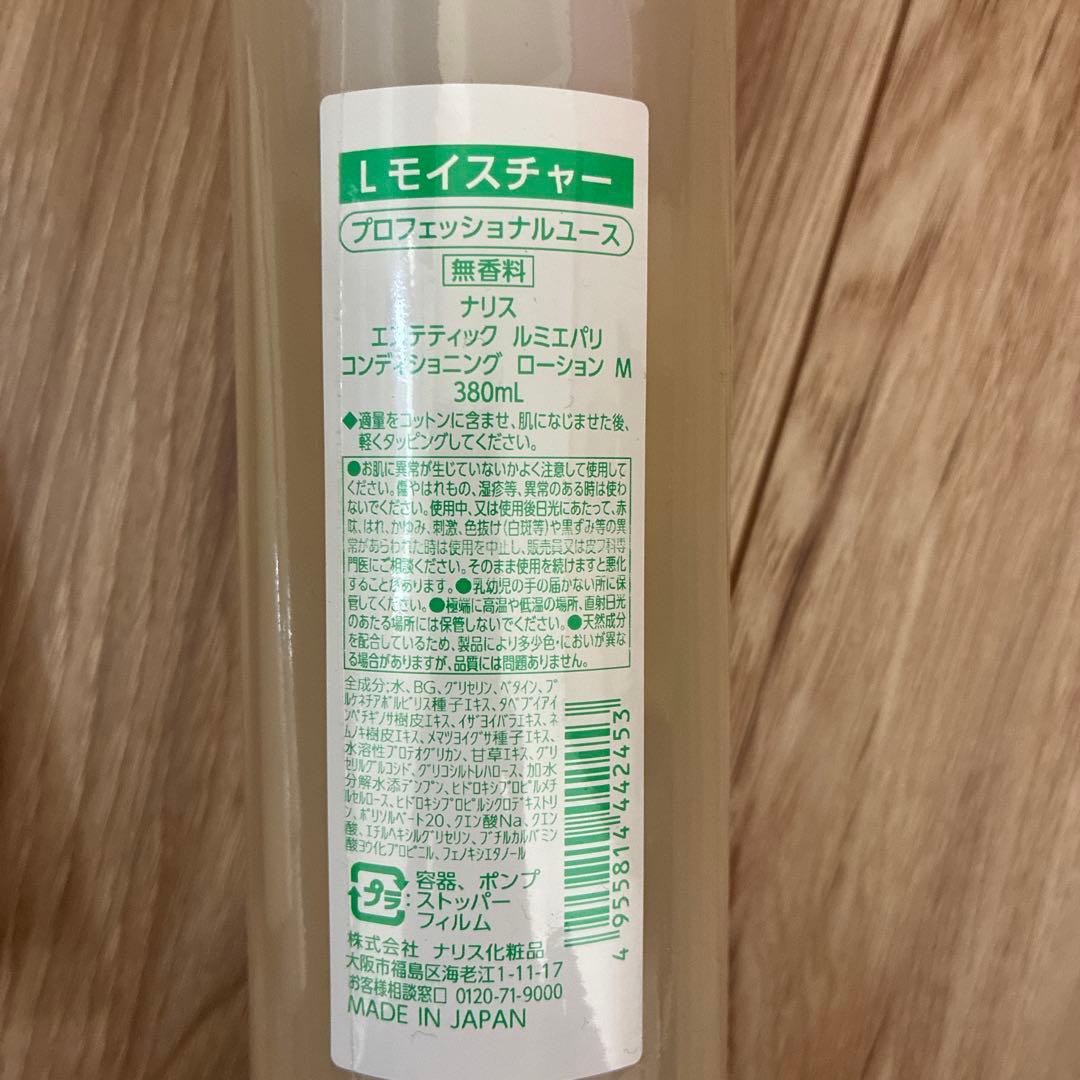 Lモイスチャー
プロフェッショナルユース
無香料
ナリス
エステティック ルミエパリ
コンディショニング ローション M
380mL
◆適量をコットンに含ませ、肌になじませた後、
軽くタッピングしてください。
●お肌に異常が生じていないかよく注意して使用して
ください。傷やはれもの、湿疹等、異常のある時は使わ
ないでください。使用中、又は使用後日光にあたって、赤
味、はれ、かゆみ、刺激、色抜け(白斑等)や黒ずみ等の異
常があらわれた時は使用を中止し、販売員又は皮フ科専
門医にご相談ください。そのまま使用を続けますと悪化
することがあります。●乳幼児の手の届かない所に保
管してください。●極端に高温や低温の場所、直射日光
のあたる場所には保管しないでください。●天然成分
を配合しているため、製品により多少色・においが異な
る場合がありますが、品質には問題ありません。
全成分;水、BG、グリセリン、ベタイン、プ
ルケネチアボルビリス種子エキス、タベブイアイン
ペチギノサ樹皮エキス、イザヨイバラエキス、ネ
ムノキ樹皮エキス、メマツヨイグサ種子エキス、
水溶性プロテオグリカン、甘草エキス、グリ
セリルグルコシド、グリコシルトレハロース、加水
分解水添デンプン、ヒドロキシプロピルメチ
ルセルロース、ヒドロキシプロピルシクロデキストリ
ン、ポリソルベート20、クエン酸Na、クエン
酸、エチルヘキシルグリセリン、ブチルカルバミン
酸ヨウ化プロピニル、フェノキシエタノール
プラ:容器、ポンプ
ストッパー
フィルム
4955814442453
株式会社 ナリス化粧品
大阪市福島区海老江1-11-17
お客様相談窓口 0120-71-9000
MADE IN JAPAN